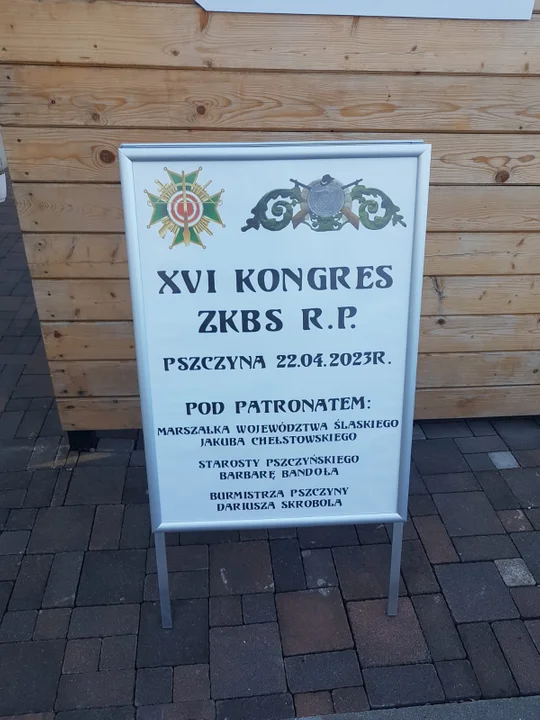 XVI KONGRES
ZKBS R.P.
PSZCZYNA 22.04.2023R.
POD PATRONATEM:
MARSZAŁKA WOJEWÓDZTWA ŚLĄSKIEGO
JAKUBA CHEŁSTOWSKIEGO
STAROSTY PSZCZYŃSKIEGO
BARBARĘ BANDOŁA
BURMISTRZA PSZCZYNY
DARIUSZA SKROBOLA